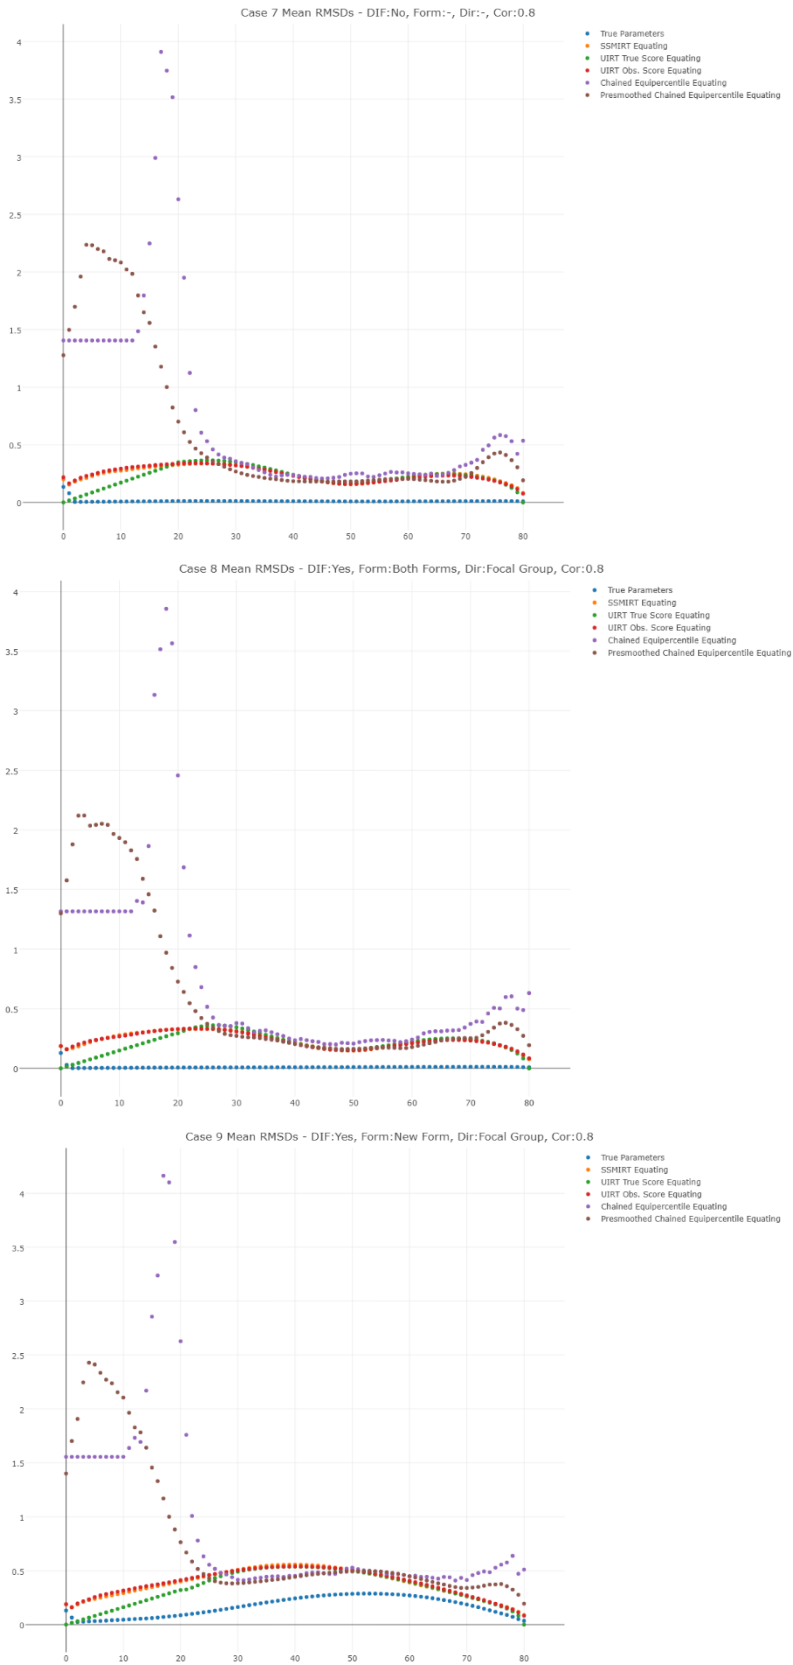 Case 7 Mean RMSDs - DIF:No, Form:-, Dir:-, Cor:0.8
True Parameters
SSMIRT Equating
UIRT True Score Equating
UIRT Obs. Score Equating
Chained Equipercentile Equating
Presmoothed Chained Equipercentile Equating
4
3.5
3
2.5
2
1.5
1
0.5
0
0 10 20 30 40 50 60 70 80
Case 8 Mean RMSDs - DIF:Yes, Form:Both Forms, Dir:Focal Group, Cor:0.8
True Parameters
SSMIRT Equating
UIRT True Score Equating
UIRT Obs. Score Equating
Chained Equipercentile Equating
Presmoothed Chained Equipercentile Equating
4
3.5
3
2.5
2
1.5
1
0.5
0
0 10 20 30 40 50 60 70 80
Case 9 Mean RMSDs - DIF:Yes, Form:New Form, Dir:Focal Group, Cor:0.8
True Parameters
SSMIRT Equating
UIRT True Score Equating
UIRT Obs. Score Equating
Chained Equipercentile Equating
Presmoothed Chained Equipercentile Equating
4
3.5
3
2.5
2
1.5
1
0.5
0
0 10 20 30 40 50 60 70 80